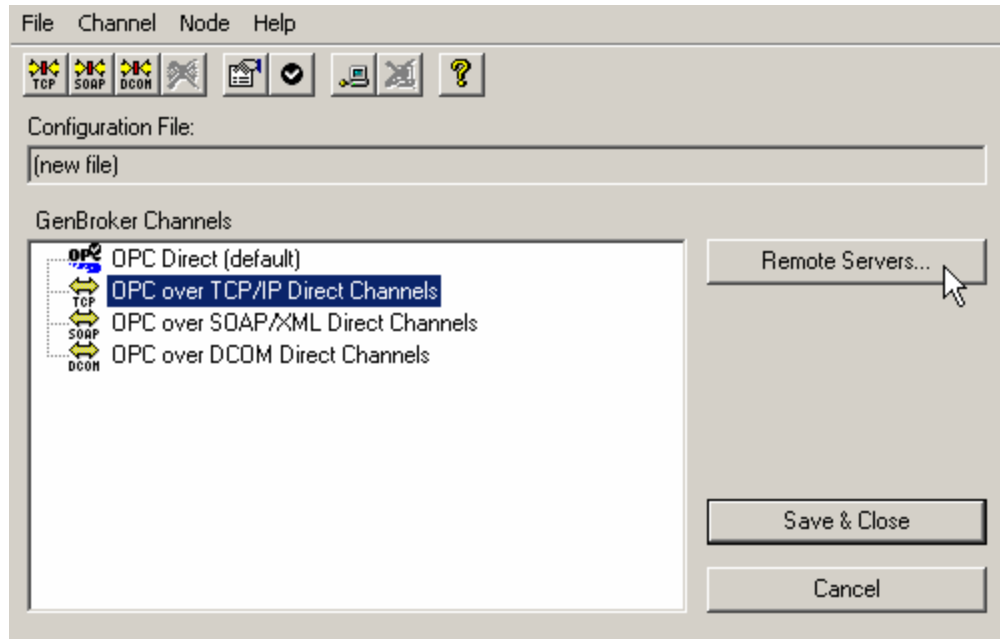 File Channel Node Help
TCP SOAP DCOM
Configuration File:
(new file)
GenBroker Channels
OPC OPC Direct (default)
TCP OPC over TCP/IP Direct Channels
SOAP OPC over SOAP/XML Direct Channels
DCOM OPC over DCOM Direct Channels
Remote Servers...
Save & Close
Cancel